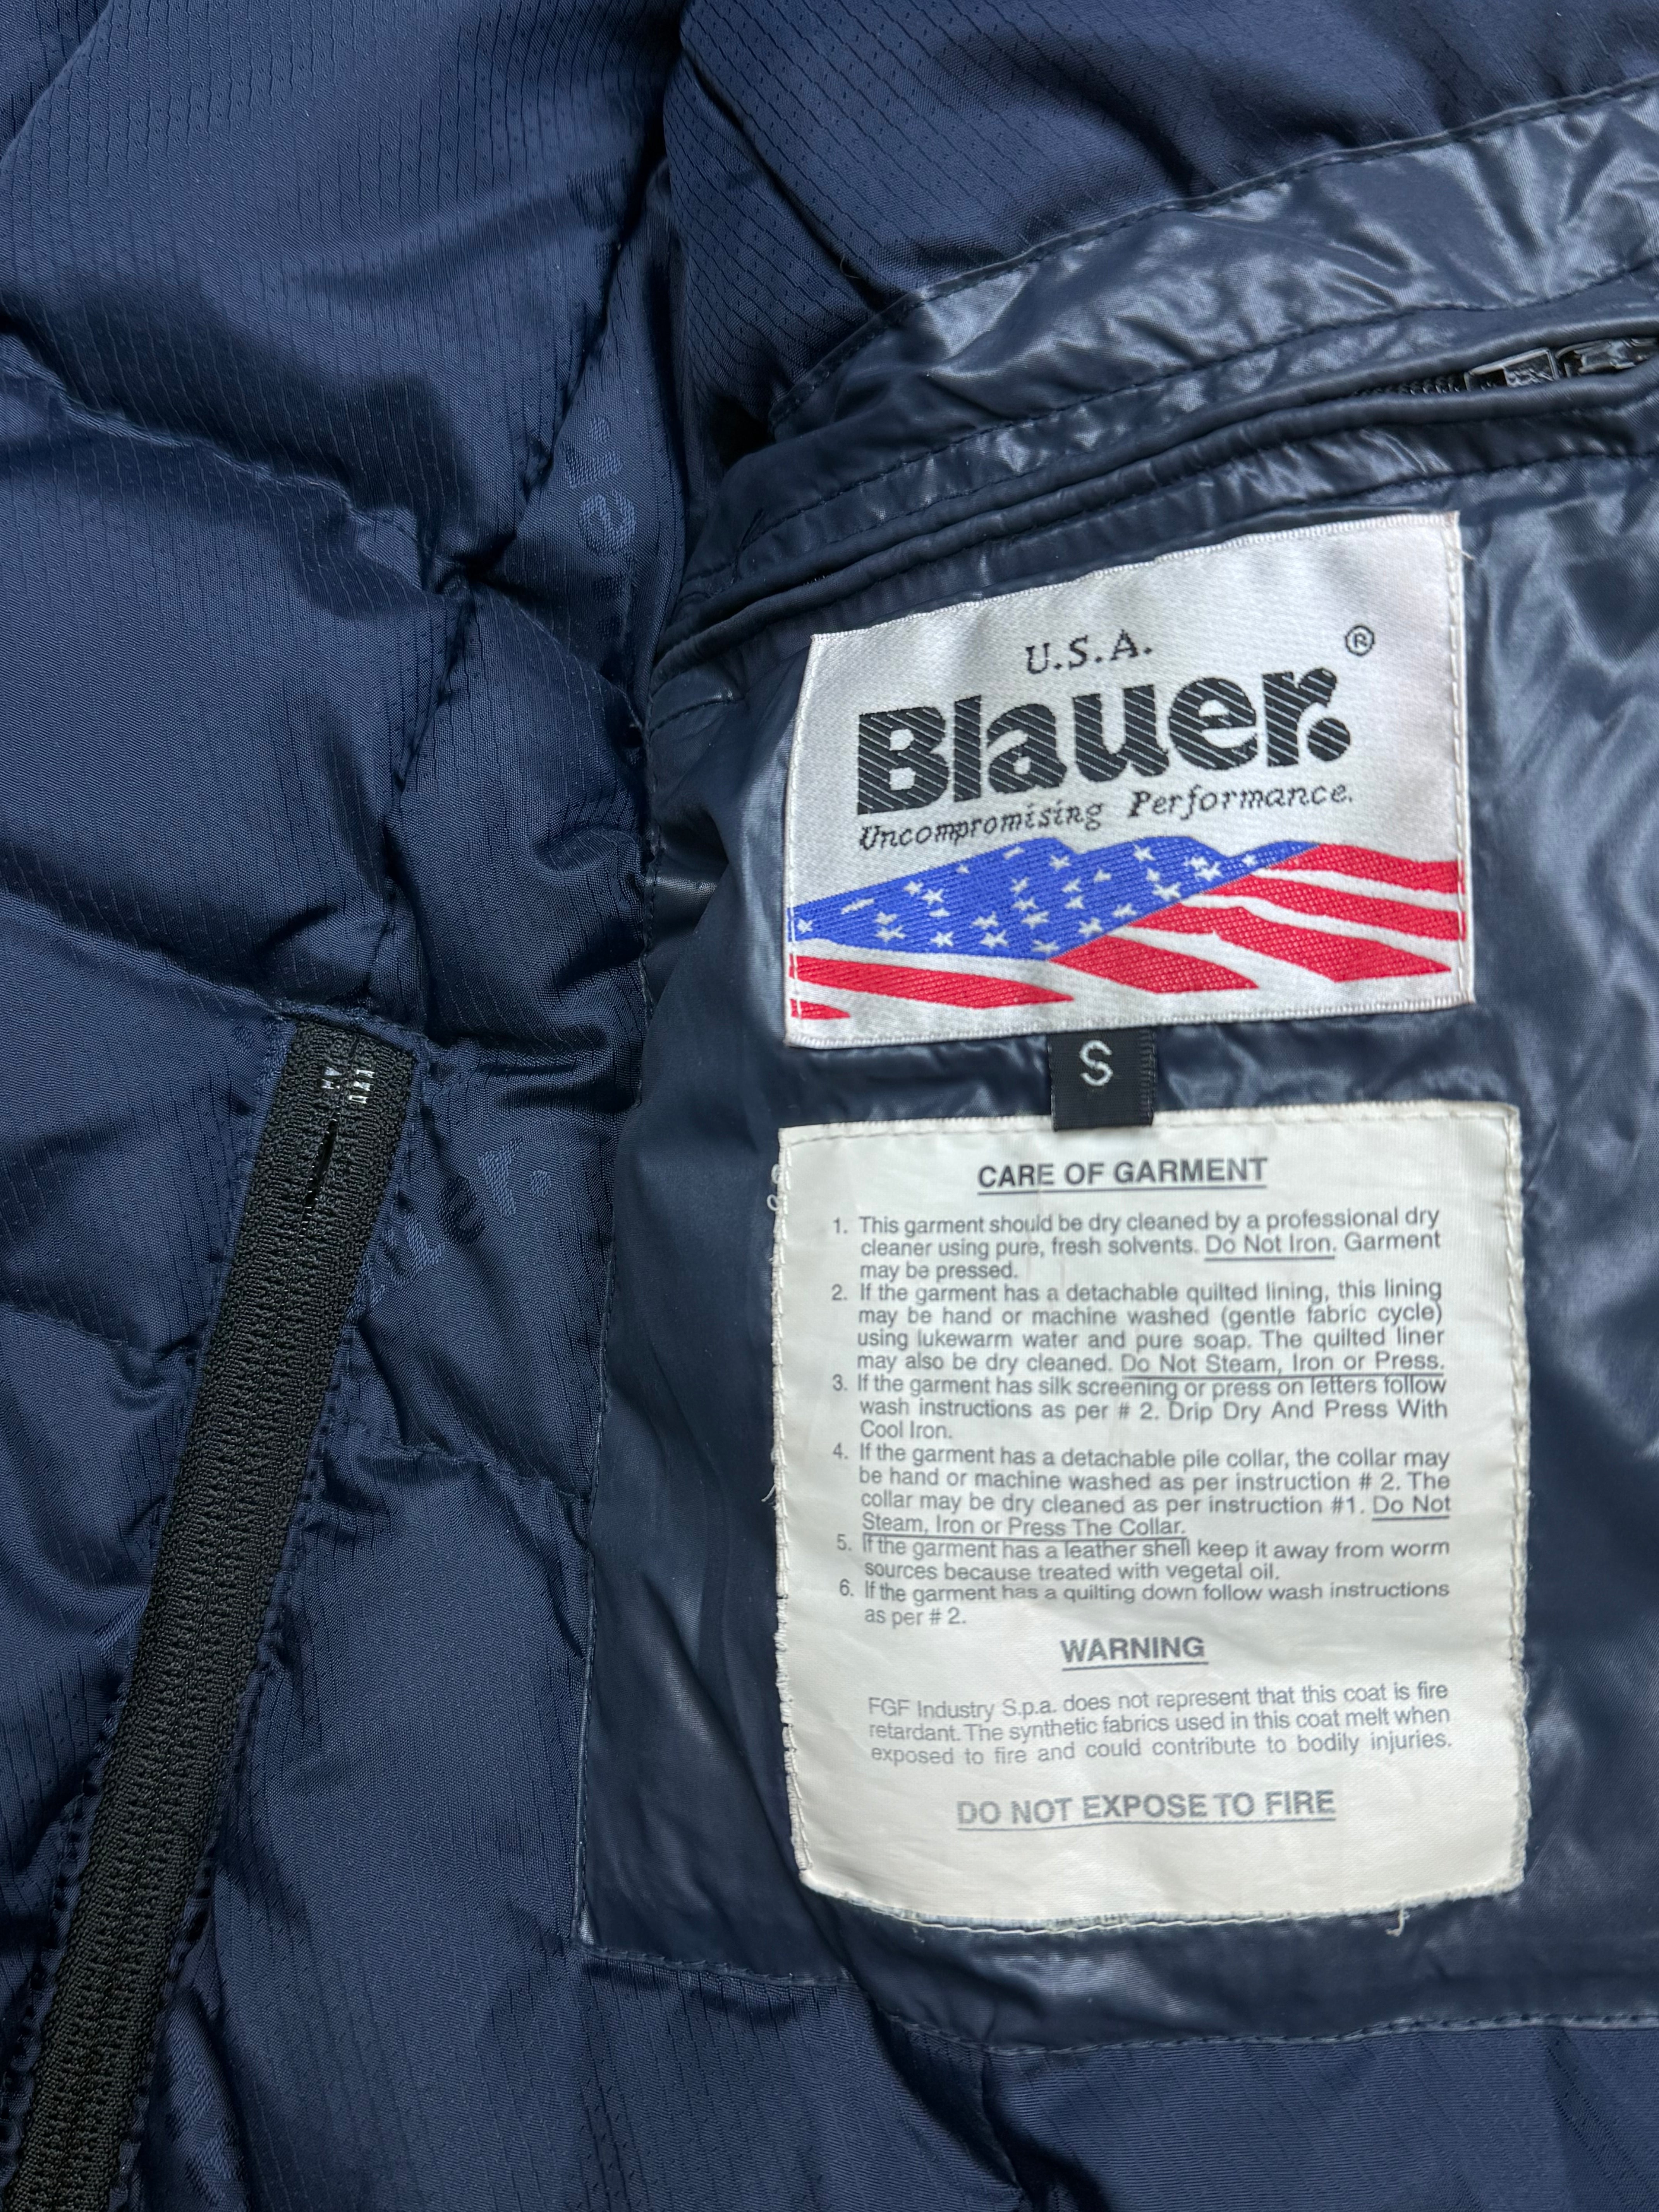 U.S.A.
Blauer.®
Uncompromising Performance.
S
CARE OF GARMENT
1. This garment should be dry cleaned by a professional dry
cleaner using pure, fresh solvents. Do Not Iron. Garment
may be pressed.
2. If the garment has a detachable quilted lining, this lining
may be hand or machine washed (gentle fabric cycle)
using lukewarm water and pure soap. The quilted liner
may also be dry cleaned. Do Not Steam, Iron or Press.
3. If the garment has silk screening or press on letters follow
wash instructions as per # 2. Drip Dry And Press With
Cool Iron.
4. If the garment has a detachable pile collar, the collar may
be hand or machine washed as per instruction # 2. The
collar may be dry cleaned as per instruction #1. Do Not
Steam, Iron or Press The Collar.
5. If the garment has a leather shell keep it away from worm
sources because treated with vegetal oil.
6. If the garment has a quilting down follow wash instructions
as per # 2.
WARNING
FGF Industry S.p.a. does not represent that this coat is fire
retardant. The synthetic fabrics used in this coat melt when
exposed to fire and could contribute to bodily injuries.
DO NOT EXPOSE TO FIRE